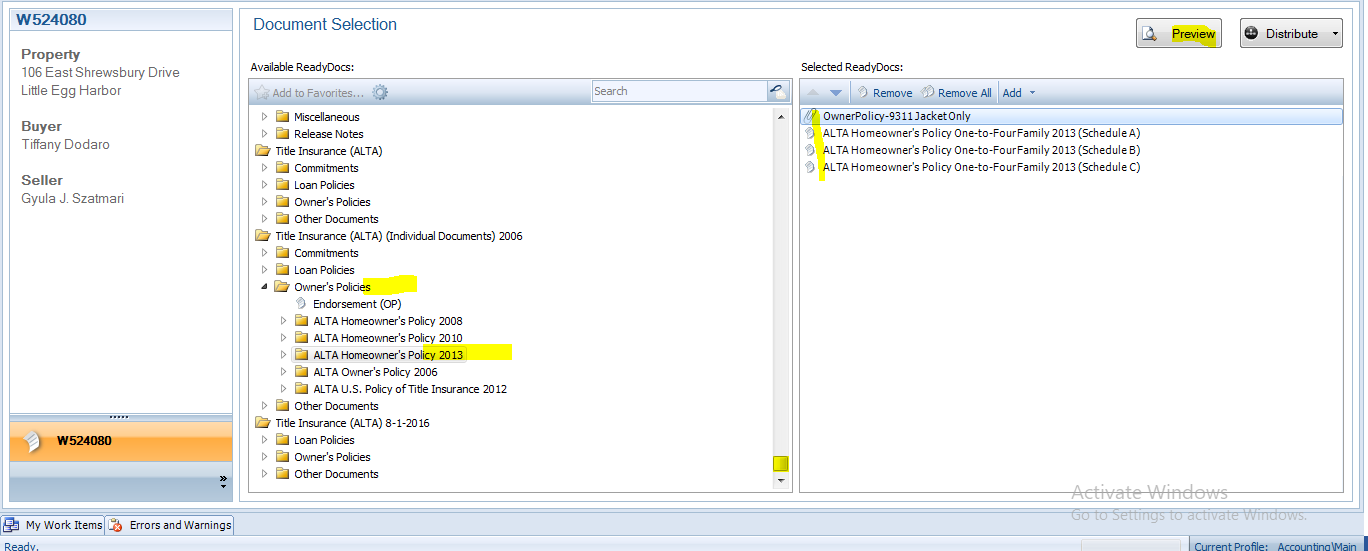 W524080
Property
106 East Shrewsbury Drive
Little Egg Harbor
Buyer
Tiffany Dodaro
Seller
Gyula J. Szatmari
W524080
»
Document Selection
Preview
Distribute
Available ReadyDocs:
Add to Favorites...
Search
Miscellaneous
Release Notes
Title Insurance (ALTA)
Commitments
Loan Policies
Owner's Policies
Other Documents
Title Insurance (ALTA) (Individual Documents) 2006
Commitments
Loan Policies
Owner's Policies
Endorsement (OP)
ALTA Homeowner's Policy 2008
ALTA Homeowner's Policy 2010
ALTA Homeowner's Policy 2013
ALTA Owner's Policy 2006
ALTA U.S. Policy of Title Insurance 2012
Other Documents
Title Insurance (ALTA) 8-1-2016
Loan Policies
Owner's Policies
Other Documents
Selected ReadyDocs:
Remove Remove All Add
OwnerPolicy-9311 Jacket Only
ALTA Homeowner's Policy One-to-Four Family 2013 (Schedule A)
ALTA Homeowner's Policy One-to-Four Family 2013 (Schedule B)
ALTA Homeowner's Policy One-to-Four Family 2013 (Schedule C)
Activate Windows
Go to Settings to activate Windows.
My Work Items Errors and Warnings
Ready.
Current Profile: Accounting\Main